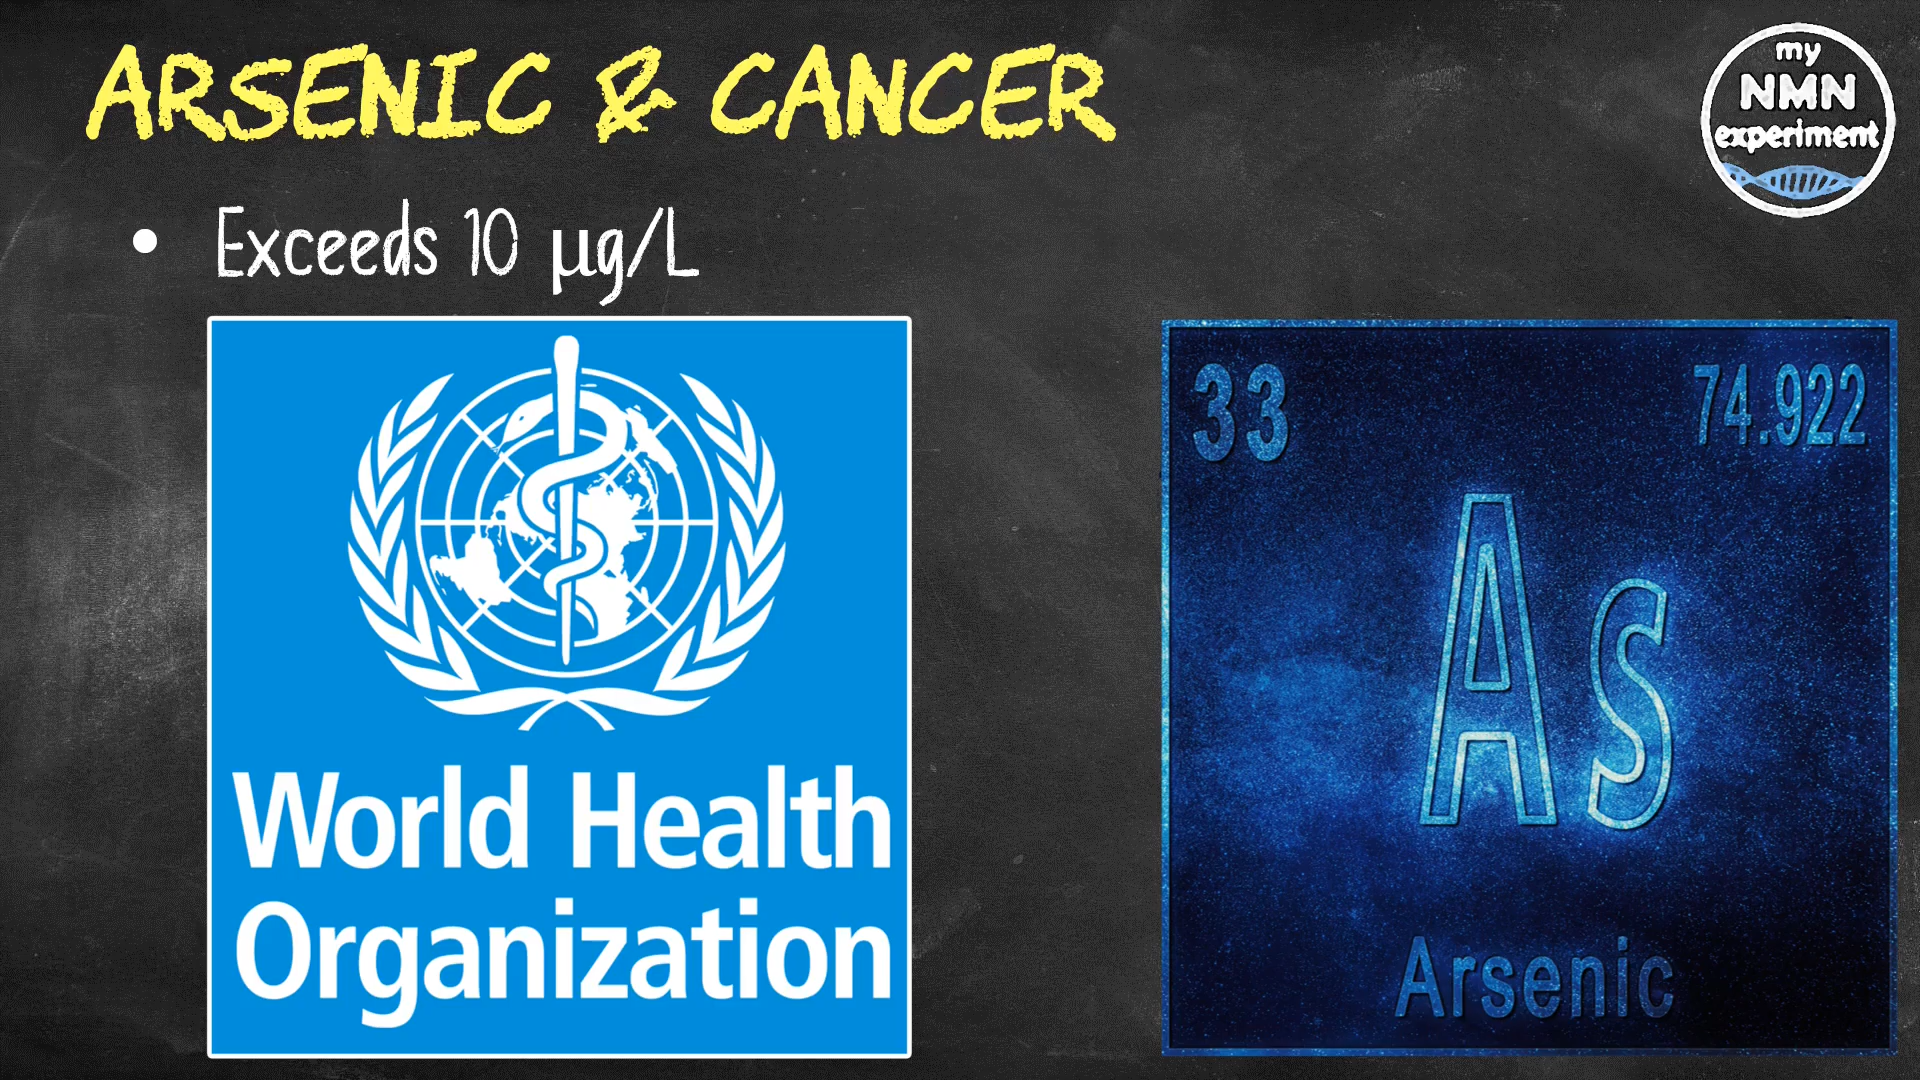 ARSENIC & CANCER
my
NMN
experiment
• Exceeds 10 µg/L
World Health
Organization
33
74.922
As
Arsenic